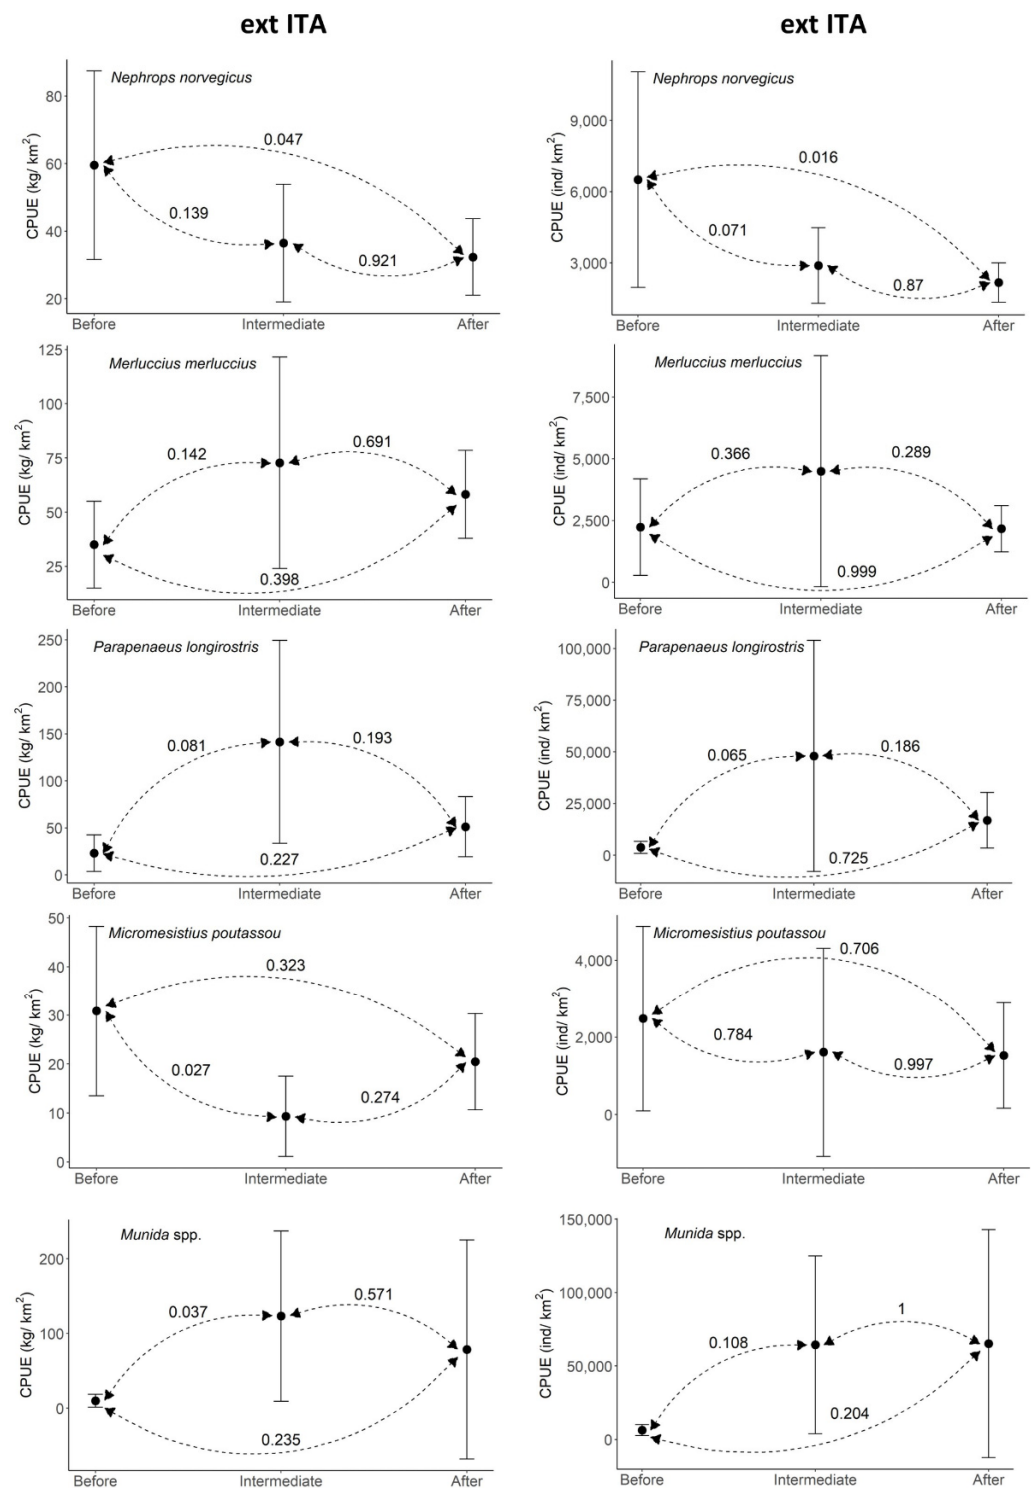 ext ITA
ext ITA
Nephrops norvegicus
CPUE (kg/ km²)
80
60
40
20
0.047
0.139
0.921
Before
Intermediate
After
Nephrops norvegicus
CPUE (ind/ km²)
9,000
6,000
3,000
0.016
0.071
0.87
Before
Intermediate
After
Merluccius merluccius
CPUE (kg/ km²)
125
100
75
50
25
0.142
0.691
0.398
Before
Intermediate
After
Merluccius merluccius
CPUE (ind/ km²)
7,500
5,000
2,500
0
0.366
0.289
0.999
Before
Intermediate
After
Parapenaeus longirostris
CPUE (kg/ km²)
250
200
150
100
50
0
0.081
0.193
0.227
Before
Intermediate
After
Parapenaeus longirostris
CPUE (ind/ km²)
100,000
75,000
50,000
25,000
0
0.065
0.186
0.725
Before
Intermediate
After
Micromesistius poutassou
CPUE (kg/ km²)
50
40
30
20
10
0
0.323
0.027
0.274
Before
Intermediate
After
Micromesistius poutassou
CPUE (ind/ km²)
4,000
2,000
0
0.706
0.784
0.997
Before
Intermediate
After
Munida spp.
CPUE (kg/ km²)
200
100
0
0.037
0.571
0.235
Before
Intermediate
After
Munida spp.
CPUE (ind/ km²)
150,000
100,000
50,000
0
0.108
1
0.204
Before
Intermediate
After